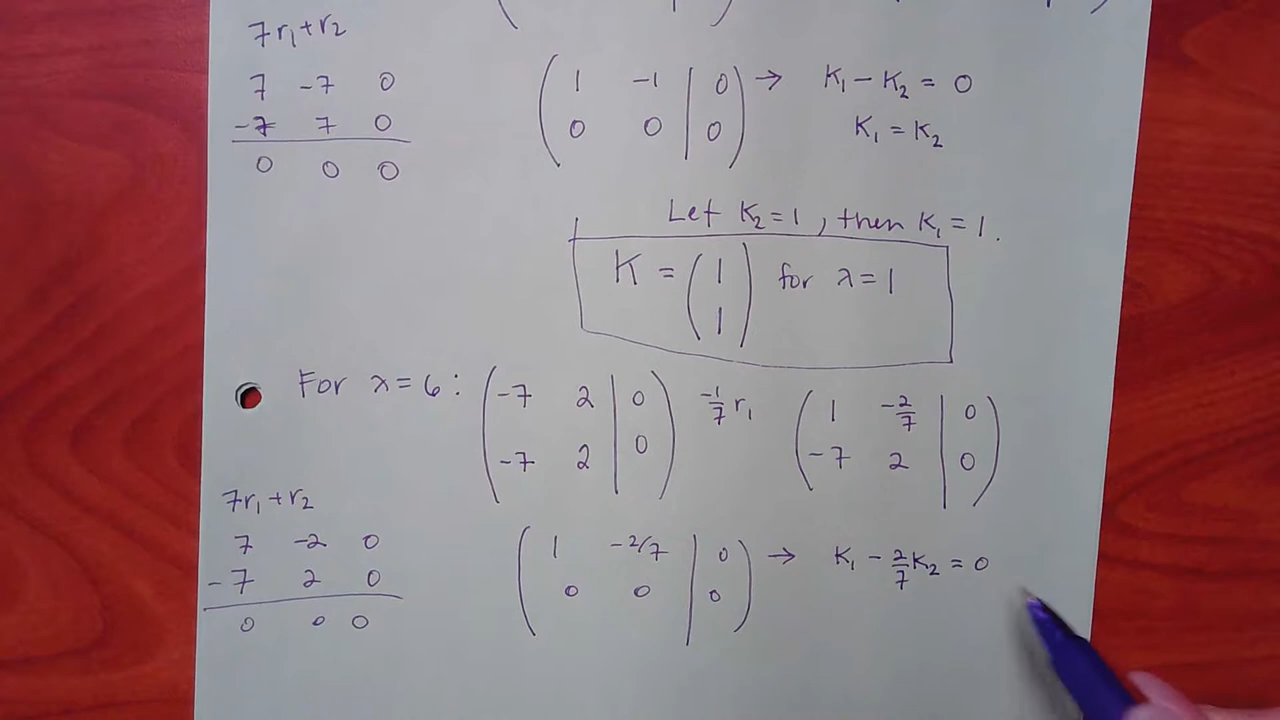 7r₁+r₂
7 -7 0
-7 7 0
0 0 0
( 1 -1 | 0 ) → K₁ - K₂ = 0
( 0 0 | 0 ) K₁ = K₂
Let K₂=1, then K₁=1.
K = ( 1 1 ) for λ=1
For λ=6: ( -7 2 | 0 ) -1/7 r₁ ( 1 -2/7 | 0 )
( -7 2 | 0 ) ( -7 2 | 0 )
7r₁+r₂
7 -2 0
-7 2 0
0 0 0
( 1 -2/7 | 0 ) → K₁ - 2/7 K₂ = 0
( 0 0 | 0 )